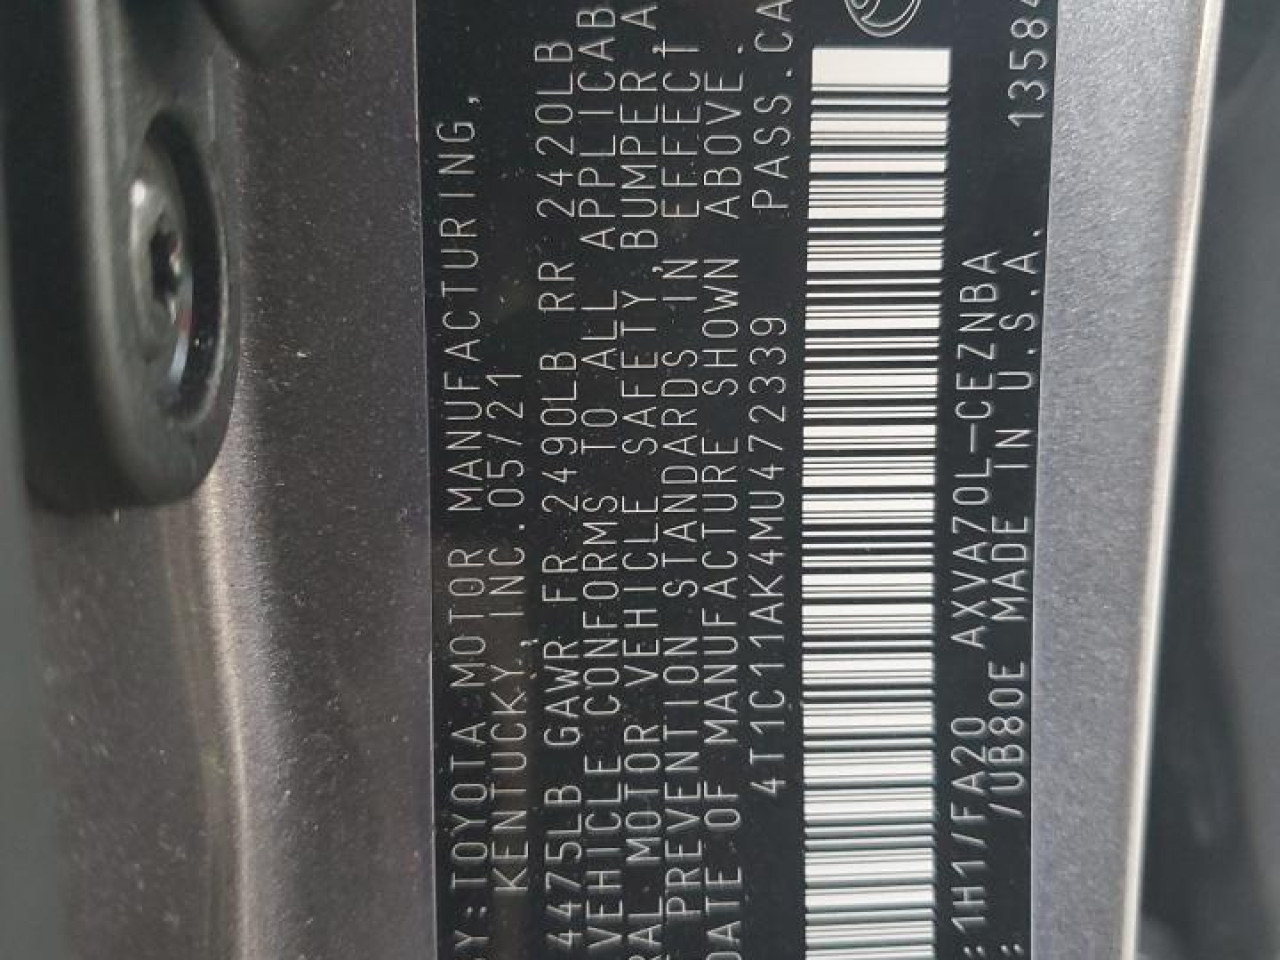 BY:TOYOTA MOTOR MANUFACTURING,
KENTUCKY, INC. 05/21
4475LB GAWR FR 2490LB RR 2420LB
VEHICLE CONFORMS TO ALL APPLICAB
RAL MOTOR VEHICLE SAFETY, BUMPER, A
PREVENTION STANDARDS IN EFFECT
DATE OF MANUFACTURE SHOWN ABOVE.
4T1C11AK4MU472339 PASS.CA
:1H1/FA20 AXVA70L-CEZNBA
: /UB80E MADE IN U.S.A. 1358